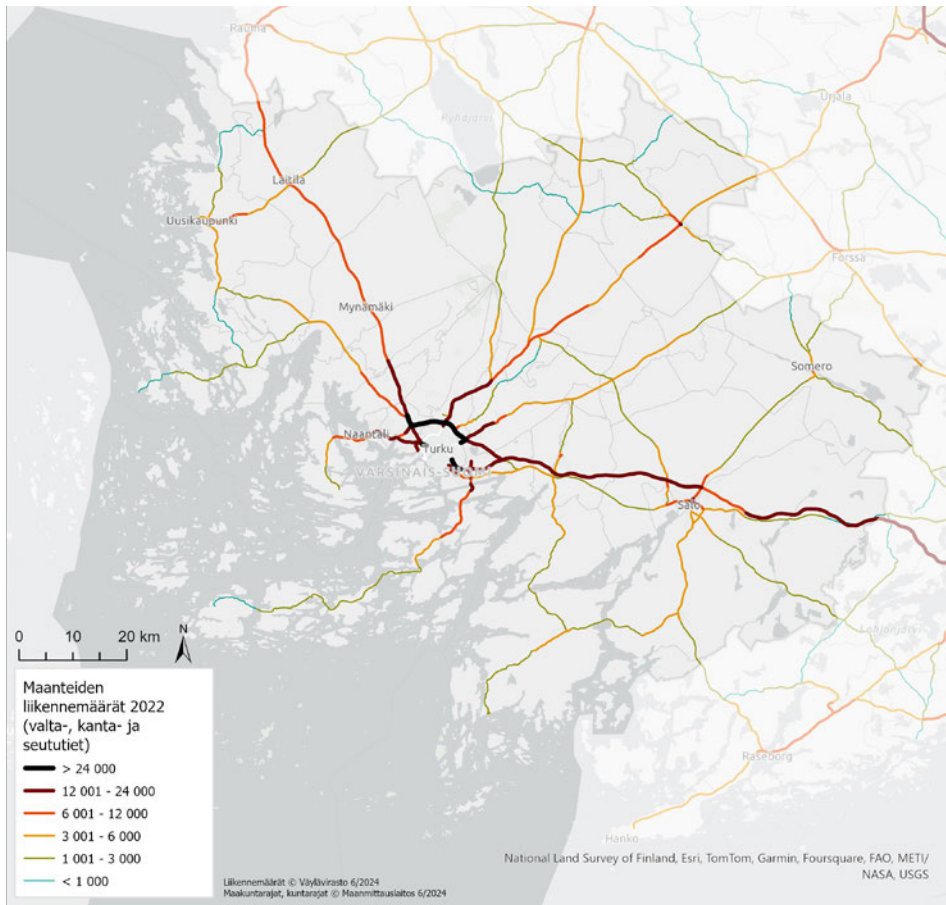 Rauma
Pyhäjärvi
Urjala
Laitila
Uusikaupunki
Forssa
Mynämäki
Somero
Naantali
Turku
VARSINAIS-SUOMI
Salo
Lohjanjärvi
0 10 20 km
N
Raseborg
Hanko
Maanteiden
liikennemäärät 2022
(valta-, kanta- ja
seututiet)
> 24 000
12 001 - 24 000
6 001 - 12 000
3 001 - 6 000
1 001 - 3 000
< 1 000
Liikennemäärät © Väylävirasto 6/2024
Maakuntarajat, kuntarajat © Maanmittauslaitos 6/2024
National Land Survey of Finland, Esri, TomTom, Garmin, Foursquare, FAO, METI/
NASA, USGS